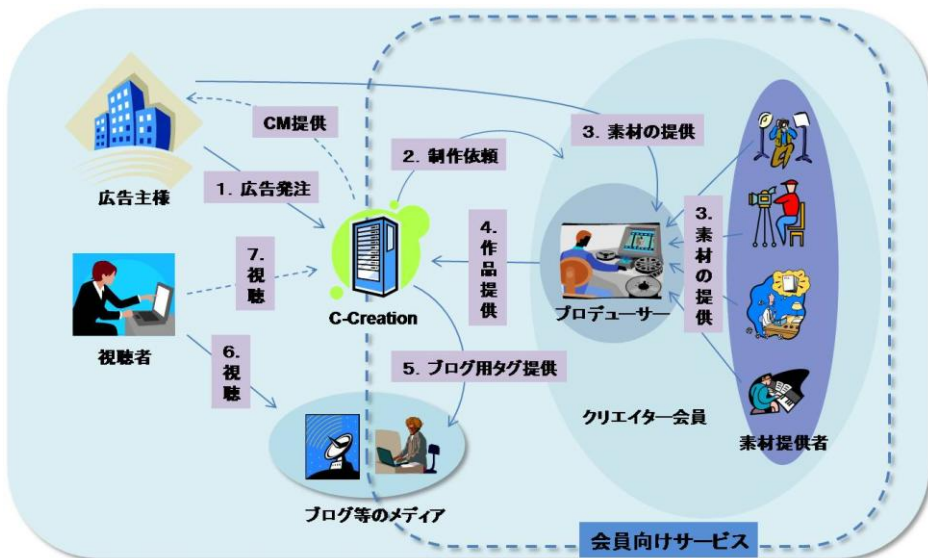 CM提供
3. 素材の提供
2. 制作依頼
広告主様
1. 広告発注
3.素材の提供
4.作品提供
7.視聴
C-Creation
プロデューサー
視聴者
6.視聴
5. ブログ用タグ提供
クリエイター会員
素材提供者
ブログ等のメディア
会員向けサービス